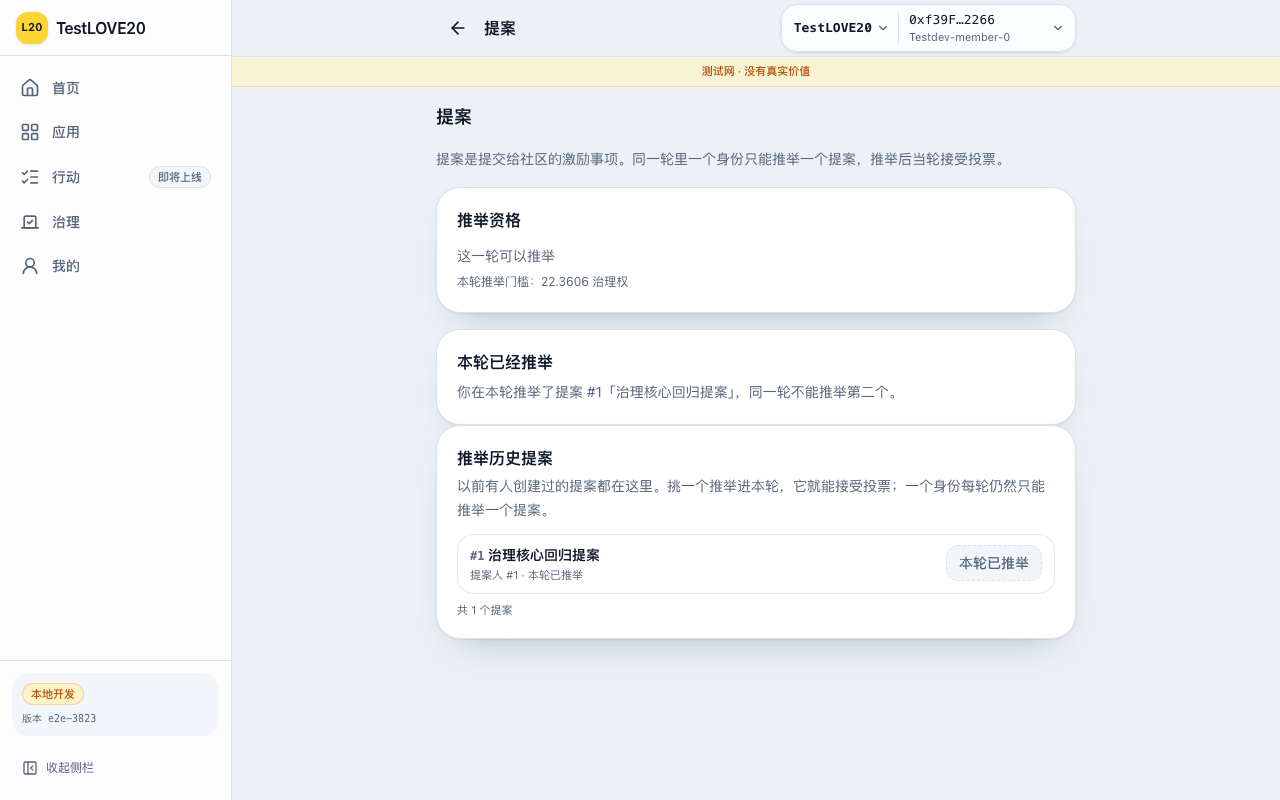 L20 TestLOVE20
首页
应用
行动 即将上线
治理
我的
本地开发
版本 e2e-3823
收起侧栏
提案
TestLOVE20
0xf39F…2266
Testdev-member-0
测试网 · 没有真实价值
提案
提案是提交给社区的激励事项。同一轮里一个身份只能推举一个提案，推举后当轮接受投票。
推举资格
这一轮可以推举
本轮推举门槛：22.3606 治理权
本轮已经推举
你在本轮推举了提案 #1「治理核心回归提案」，同一轮不能推举第二个。
推举历史提案
以前有人创建过的提案都在这里。挑一个推举进本轮，它就能接受投票；一个身份每轮仍然只能
推举一个提案。
#1 治理核心回归提案
提案人 #1 · 本轮已推举
本轮已推举
共 1 个提案